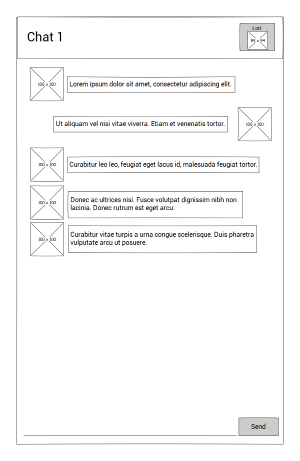 Chat 1
List
64 x 64
100 x 100
Lorem ipsum dolor sit amet, consectetur adipiscing elit.
Ut aliquam vel nisi vitae viverra. Etiam et venenatis tortor.
100 x 100
100 x 100
Curabitur leo leo, feugiat eget lacus id, malesuada feugiat tortor.
100 x 100
Donec ac ultrices nisi. Fusce volutpat dignissim nibh non
lacinia. Donec rutrum est eget arcu.
100 x 100
Curabitur vitae turpis a urna congue scelerisque. Duis pharetra
vulputate arcu ut posuere.
Send